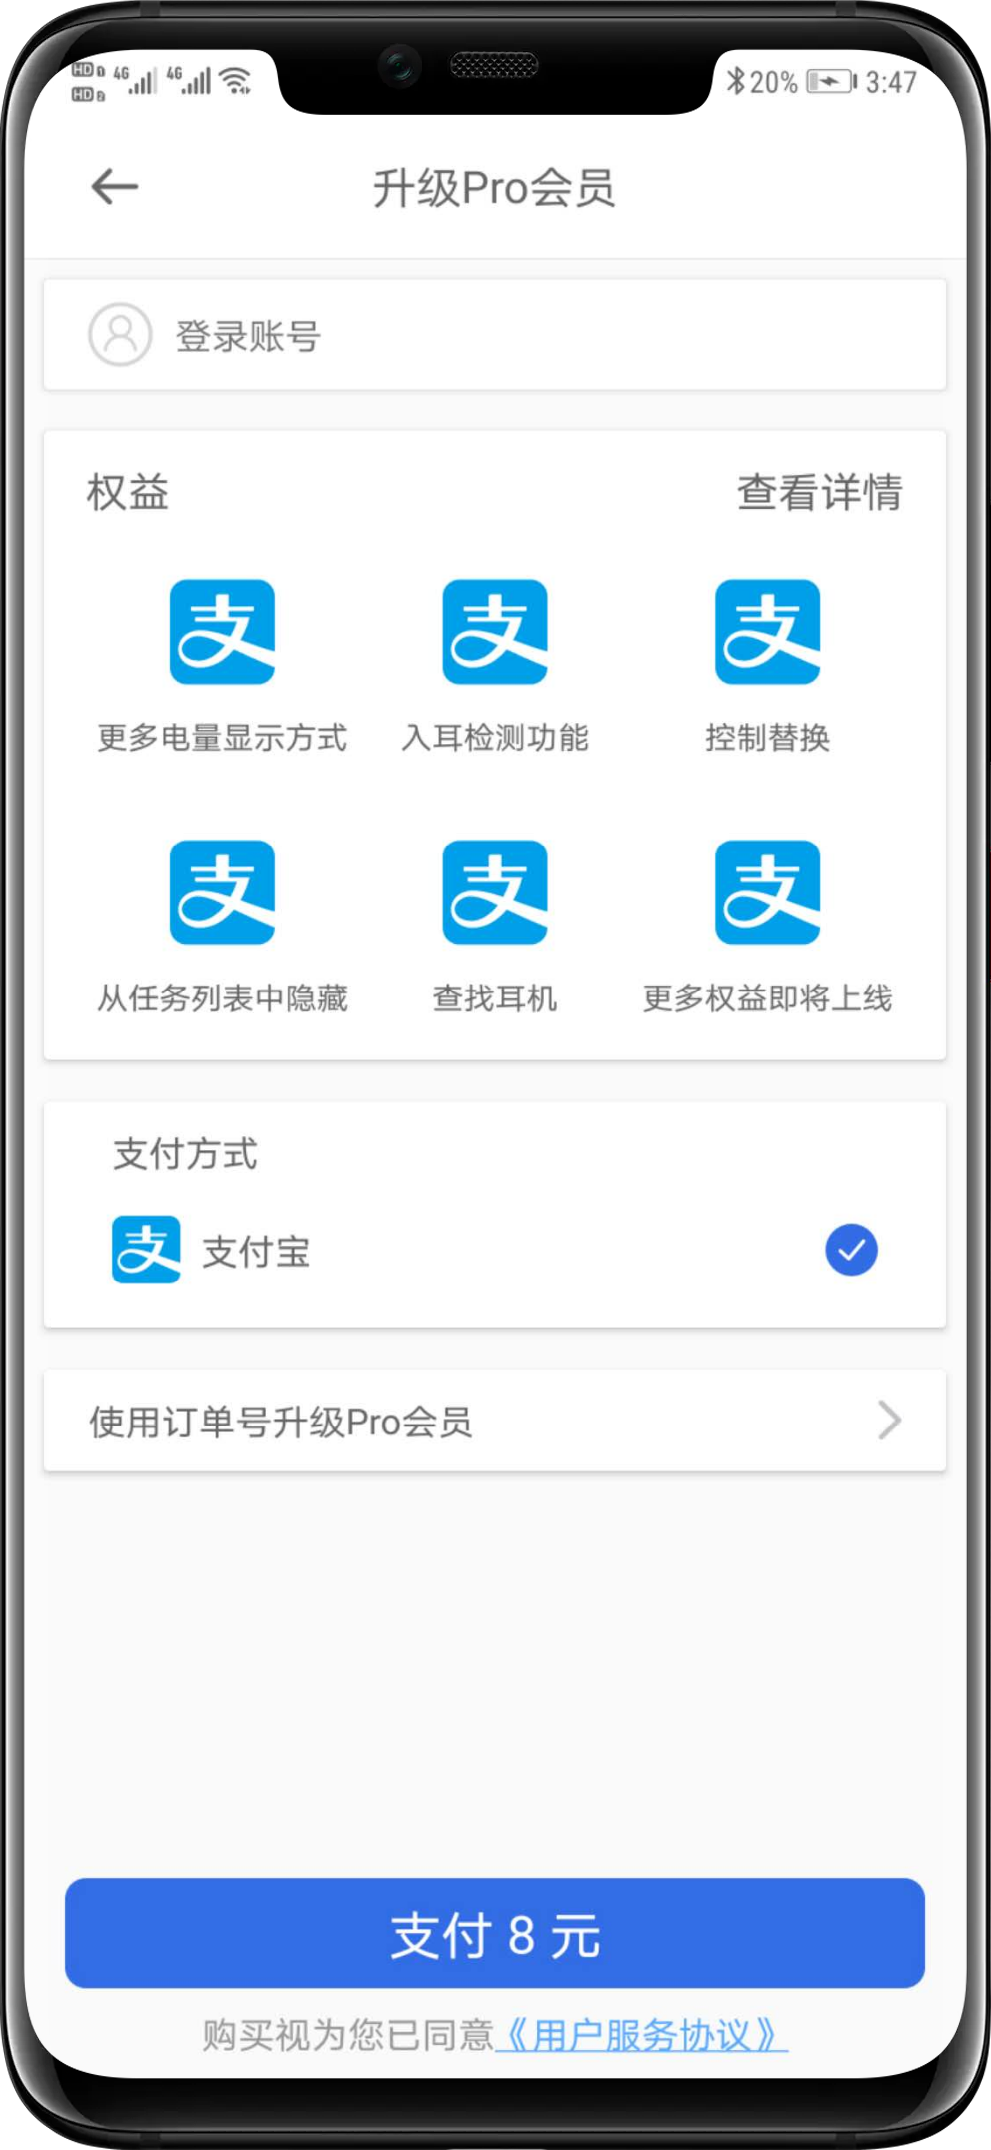 HD 1 4G 4G 20% 3:47
HD 2
升级Pro会员
登录账号
权益 查看详情
支 支 支
更多电量显示方式 入耳检测功能 控制替换
支 支 支
从任务列表中隐藏 查找耳机 更多权益即将上线
支付方式
支 支付宝
使用订单号升级Pro会员
支付 8 元
购买视为您已同意《用户服务协议》